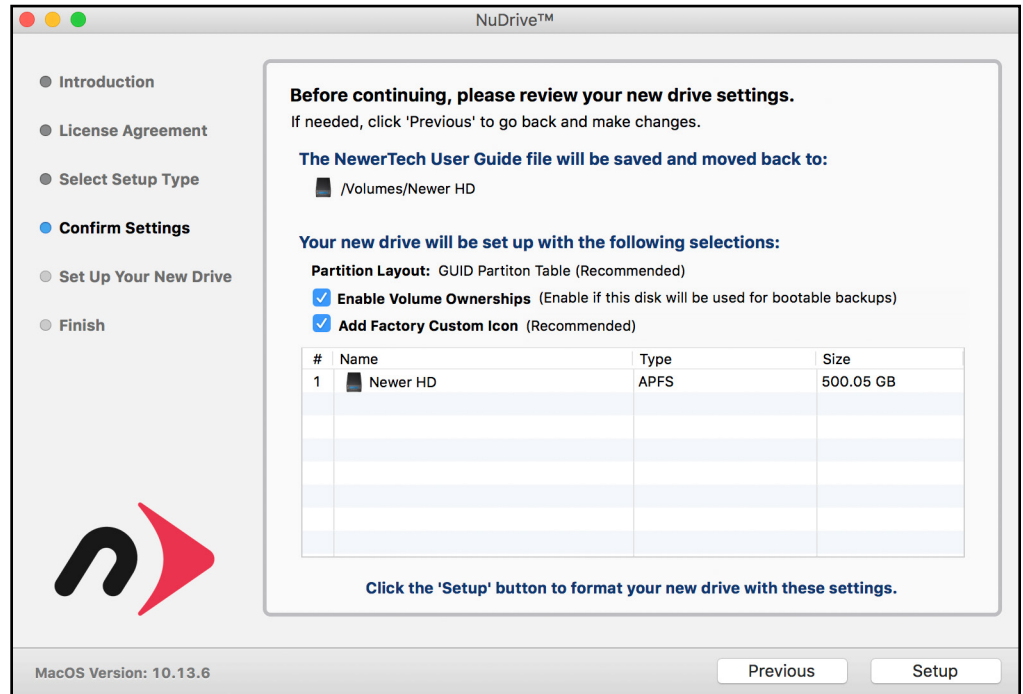 NuDrive™
Introduction
License Agreement
Select Setup Type
Confirm Settings
Set Up Your New Drive
Finish
Before continuing, please review your new drive settings.
If needed, click 'Previous' to go back and make changes.
The NewerTech User Guide file will be saved and moved back to:
/Volumes/Newer HD
Your new drive will be set up with the following selections:
Partition Layout: GUID Partiton Table (Recommended)
Enable Volume Ownerships (Enable if this disk will be used for bootable backups)
Add Factory Custom Icon (Recommended)
# Name Type Size
1 Newer HD APFS 500.05 GB
Click the 'Setup' button to format your new drive with these settings.
MacOS Version: 10.13.6
Previous Setup